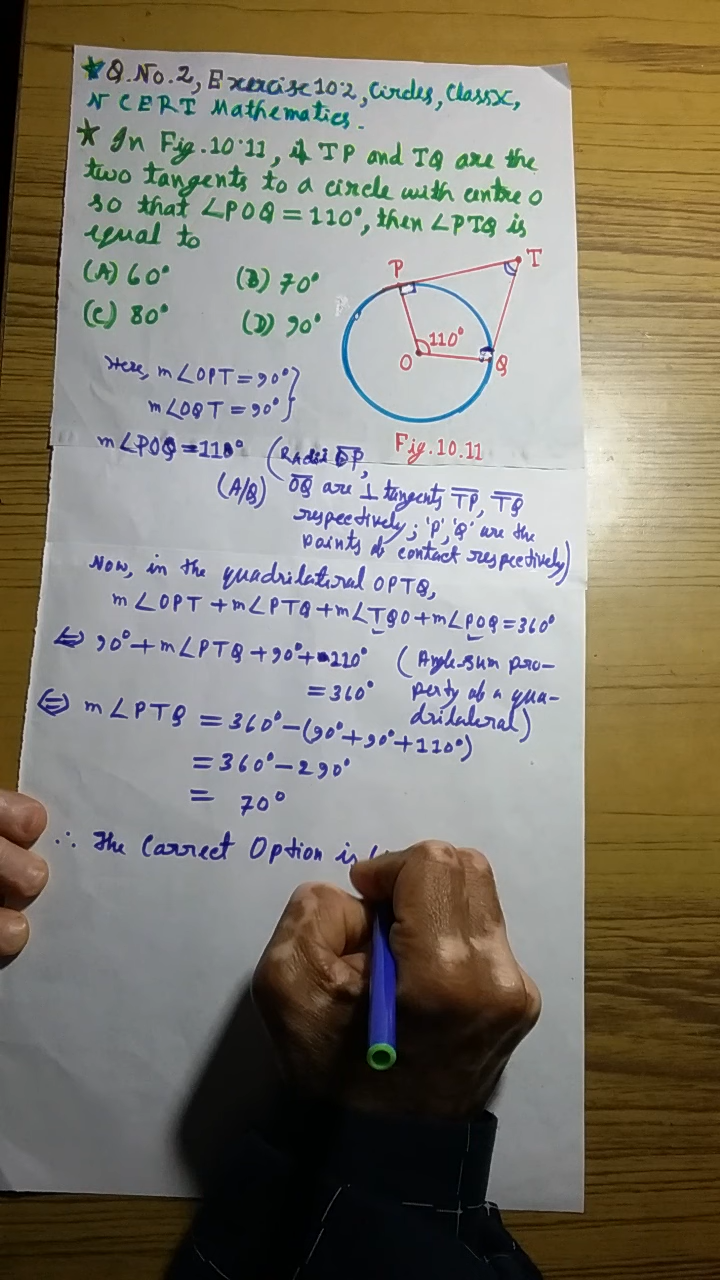 * Q.No.2, Exercise 10.2, Circles, Class X,
NCERT Mathematics.
* In Fig.10.11, if TP and TQ are the
two tangents to a circle with centre O
so that ∠POQ = 110°, then ∠PTQ is
equal to
(A) 60° (B) 70°
(C) 80° (D) 90°
P T
110°
O Q
Fig.10.11
Here, m∠OPT = 90° }
m∠OQT = 90° }
m∠POQ = 110° (Radii OP,
(A/Q) OQ are ⊥ tangents TP, TQ
respectively; 'P', 'Q' are the
points of contact respectively)
Now, in the quadrilateral OPTQ,
m∠OPT + m∠PTQ + m∠TQO + m∠POQ = 360°
⇔ 90° + m∠PTQ + 90° + 110° (Angle-sum pro-
= 360° perty of a qua-
drilateral)
⇔ m∠PTQ = 360° - (90° + 90° + 110°)
= 360° - 290°
= 70°
∴ The Correct Option is (